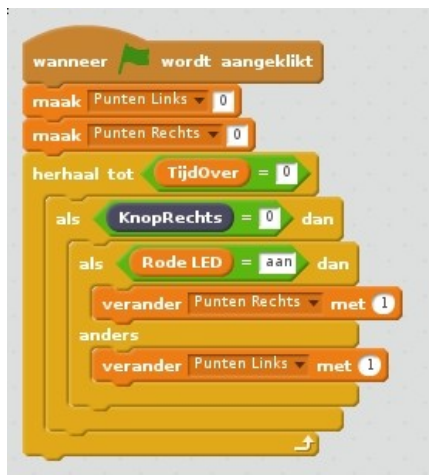 wanneer wordt aangeklikt
maak Punten Links 0
maak Punten Rechts 0
herhaal tot TijdOver = 0
als KnopRechts = 0 dan
als Rode LED = aan dan
verander Punten Rechts met 1
anders
verander Punten Links met 1